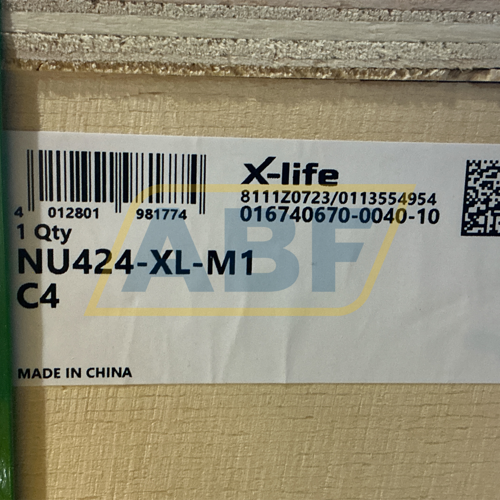 X-life
8111Z0723/0113554954
016740670-0040-10
4 012801 981774
1 Qty
NU424-XL-M1
C4
MADE IN CHINA
ABF